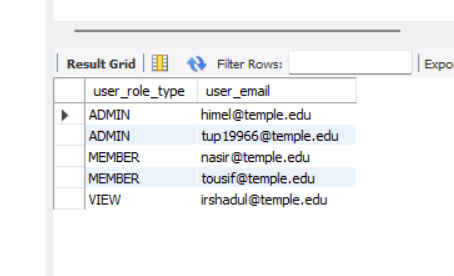 Result Grid Filter Rows: Expo
user_role_type user_email
ADMIN himel@temple.edu
ADMIN tup19966@temple.edu
MEMBER nasir@temple.edu
MEMBER tousif@temple.edu
VIEW irshadul@temple.edu